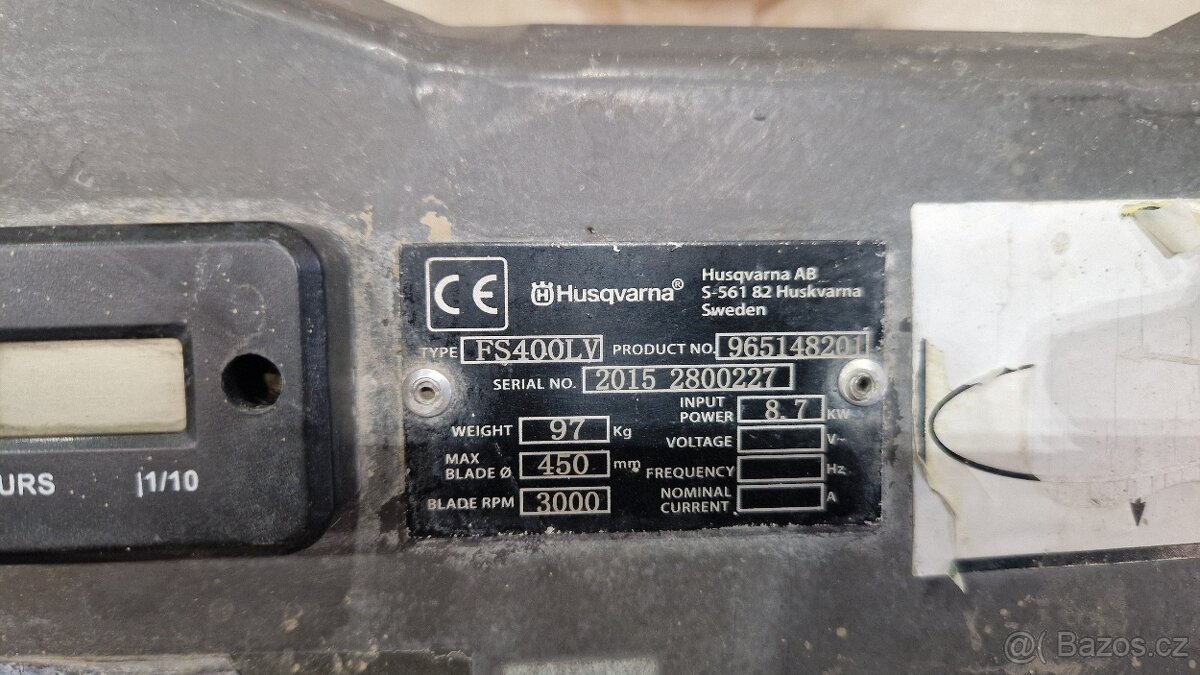 CE
Husqvarna®
Husqvarna AB
S-561 82 Huskvarna
Sweden
TYPE FS400LV PRODUCT NO. 965148201
SERIAL NO. 2015 2800227
WEIGHT 97 Kg
MAX BLADE Ø 450 mm
BLADE RPM 3000
INPUT POWER 8.7 KW
VOLTAGE V~
FREQUENCY Hz
NOMINAL CURRENT A
URS 1/10
@ Bazos.cz